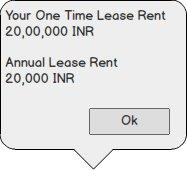 Your One Time Lease Rent
20,00,000 INR
Annual Lease Rent
20,000 INR
Ok